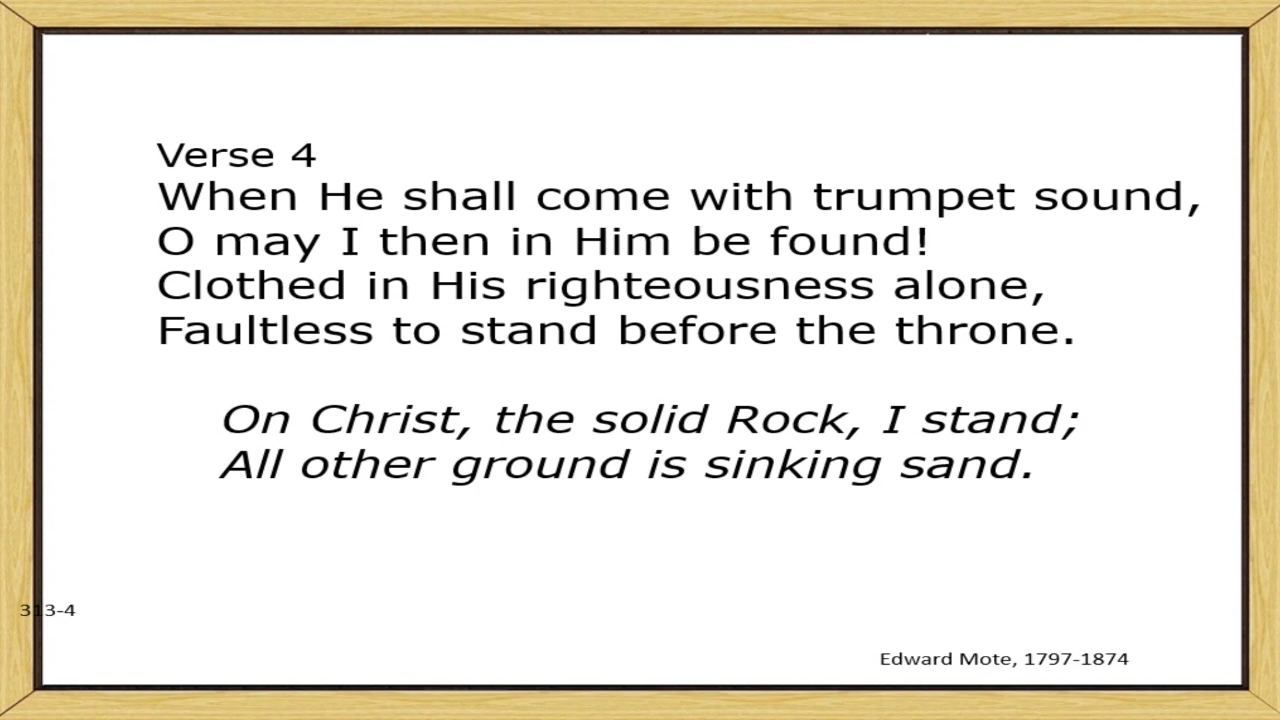 Verse 4
When He shall come with trumpet sound,
O may I then in Him be found!
Clothed in His righteousness alone,
Faultless to stand before the throne.
On Christ, the solid Rock, I stand;
All other ground is sinking sand.
313-4
Edward Mote, 1797-1874